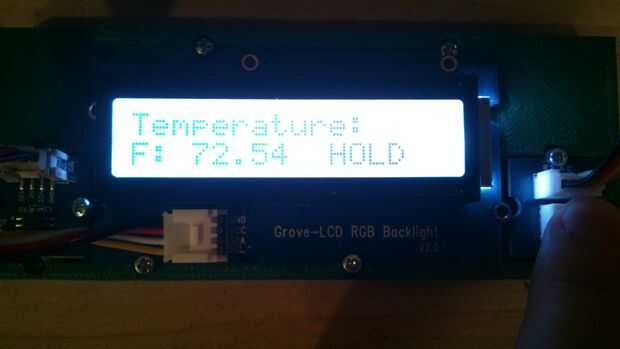 Temperature:
F: 72.54 HOLD
Grove-LCD RGB Backlight